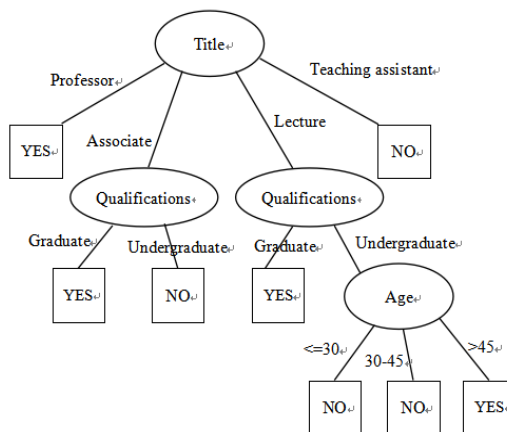 Title
Professor
Teaching assistant
Associate
Lecture
YES
NO
Qualifications
Qualifications
Graduate
Undergraduate
Graduate
Undergraduate
YES
NO
YES
Age
<=30
30-45
>45
NO
NO
YES